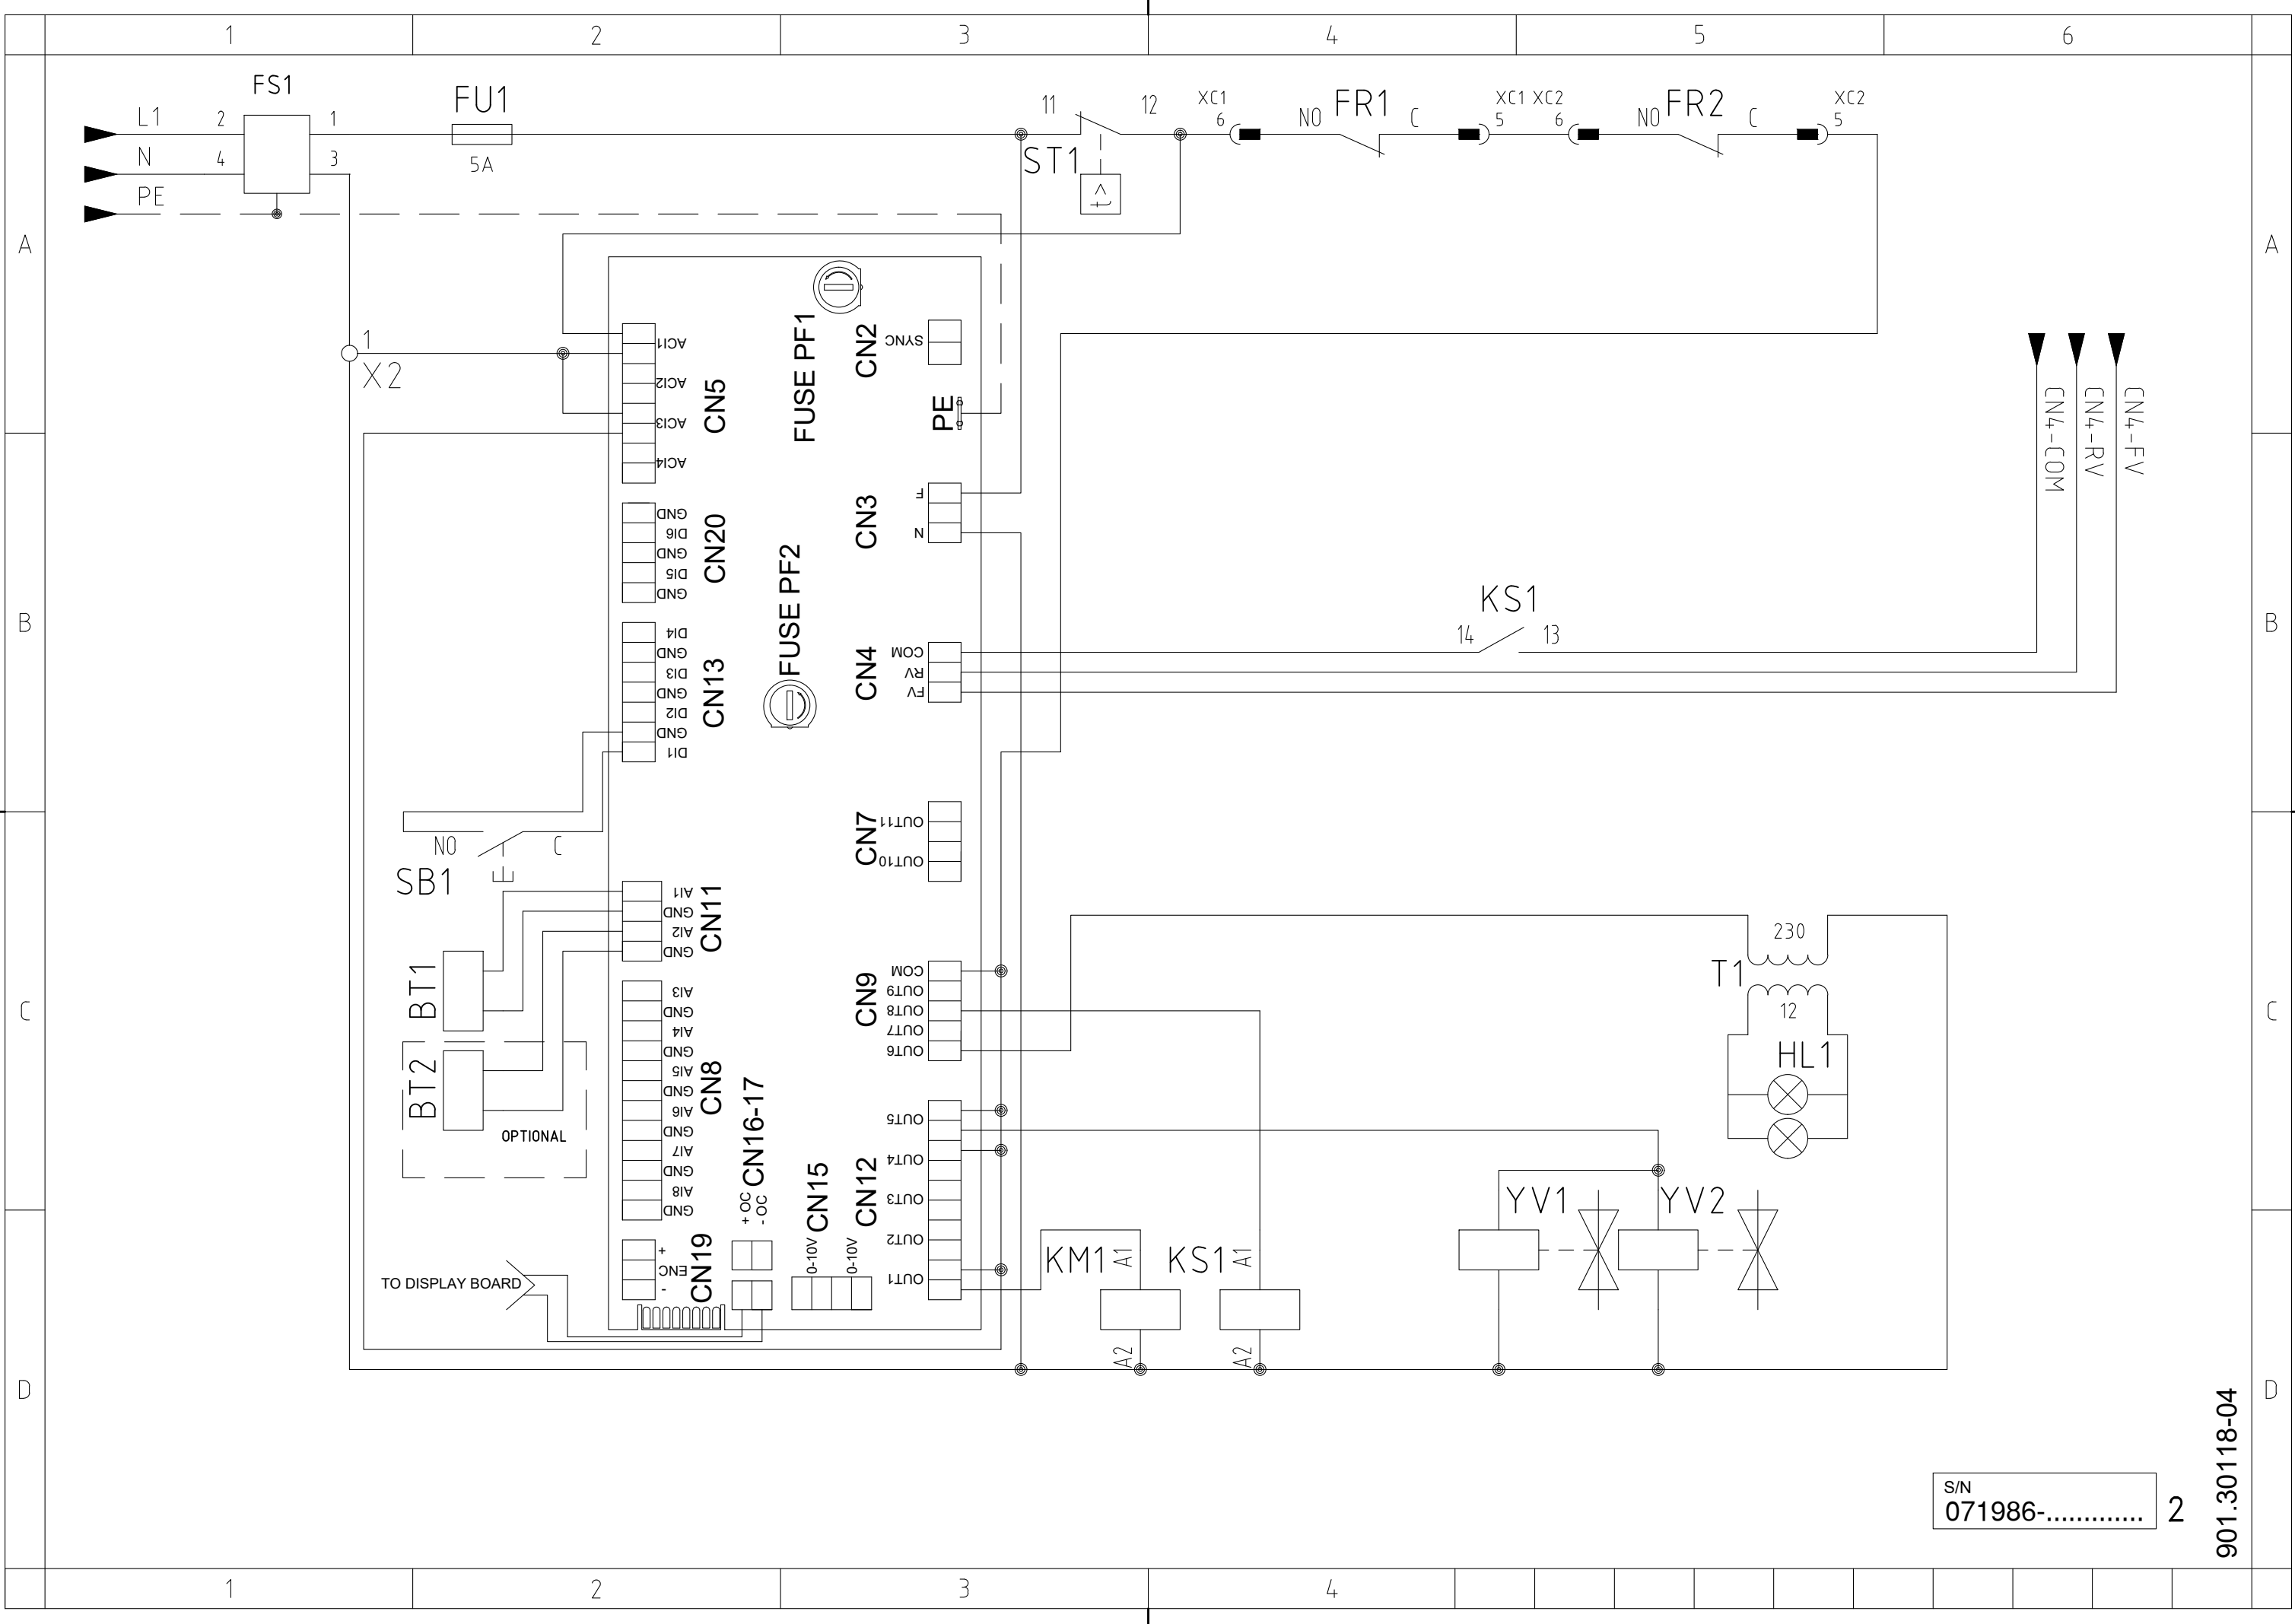 1 2 3 4 5 6
FS1
FU1
L1 2 1
N 4 3
PE
5A
11 12
ST1
t>
XC1 XC1 XC2 XC2
6 NO FR1 C 5 6 NO FR2 C 5
A A
1
X2
ACI1
ACI2
ACI3
ACI4
CN5
FUSE PF1
CN2
SYNC
PE
CN4-COM
CN4-RV
CN4-FV
B B
GND
DI6
GND
DI5
GND
CN20
CN3
F
N
FUSE PF2
DI4
GND
DI3
GND
DI2
GND
DI1
CN13
CN4
COM
RV
FV
KS1
14 13
NO C
SB1
E
CN7
OUT11
OUT10
C C
AI1
GND
AI2
GND
CN11
BT1
BT2
OPTIONAL
AI3
GND
AI4
GND
AI5
GND
AI6
GND
AI7
GND
AI8
GND
CN8
CN9
COM
OUT9
OUT8
OUT7
OUT6
230
T1
12
HL1
CN16-17
+ OC
- OC
CN15
0-10V 0-10V
CN12
OUT5
OUT4
OUT3
OUT2
OUT1
YV1 YV2
KM1 A1 KS1 A1
A2 A2
+
ENC
-
CN19
TO DISPLAY BOARD
D D
S/N
071986-.............
2
901.30118-04
1 2 3 4